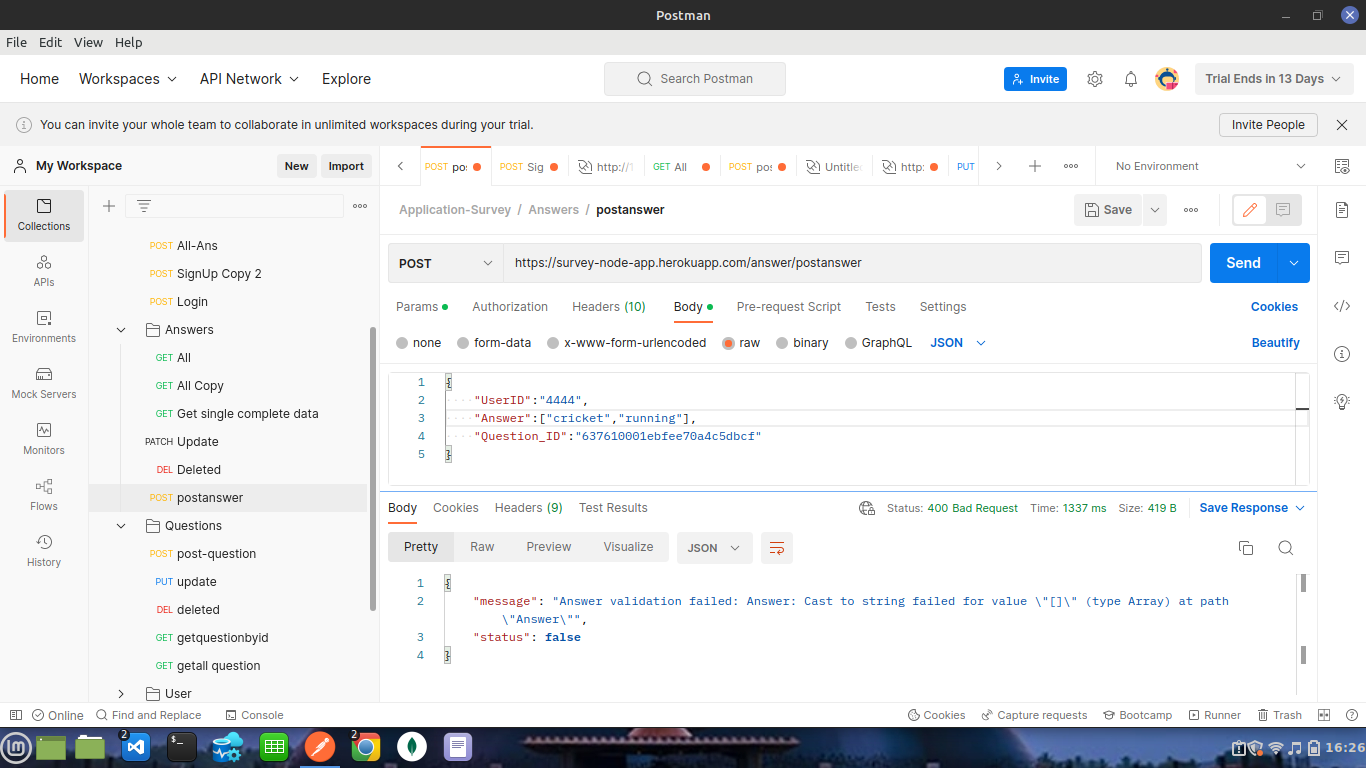 Postman
File Edit View Help
Home Workspaces API Network Explore Search Postman Invite Trial Ends in 13 Days
You can invite your whole team to collaborate in unlimited workspaces during your trial. Invite People
My Workspace New Import
POST pos POST Sig http://1 GET All POST pos Untitle http: PUT No Environment
Collections
APIs
Environments
Mock Servers
Monitors
Flows
History
POST All-Ans
POST SignUp Copy 2
POST Login
Answers
GET All
GET All Copy
GET Get single complete data
PATCH Update
DEL Deleted
POST postanswer
Questions
POST post-question
PUT update
DEL deleted
GET getquestionbyid
GET getall question
User
Application-Survey / Answers / postanswer Save
POST https://survey-node-app.herokuapp.com/answer/postanswer Send
Params Authorization Headers (10) Body Pre-request Script Tests Settings Cookies
none form-data x-www-form-urlencoded raw binary GraphQL JSON Beautify
1 {
2 "UserID":"4444",
3 "Answer":["cricket","running"],
4 "Question_ID":"637610001ebfee70a4c5dbcf"
5 }
Body Cookies Headers (9) Test Results Status: 400 Bad Request Time: 1337 ms Size: 419 B Save Response
Pretty Raw Preview Visualize JSON
1 {
2 "message": "Answer validation failed: Answer: Cast to string failed for value \"[]\" (type Array) at path
\"Answer\"",
3 "status": false
4 }
Online Find and Replace Console Cookies Capture requests Bootcamp Runner Trash
2 2 16:26